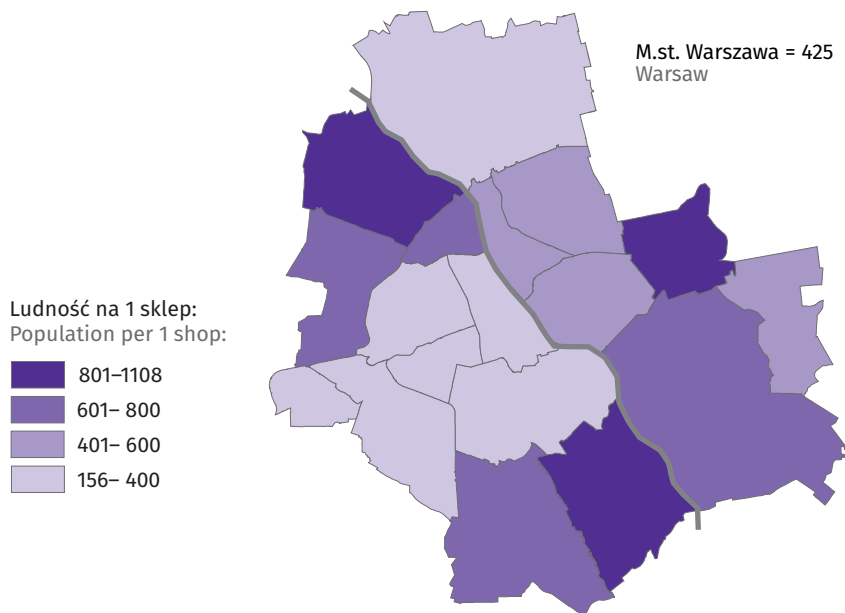 M.st. Warszawa = 425
Warsaw
Ludność na 1 sklep:
Population per 1 shop:
801–1108
601– 800
401– 600
156– 400